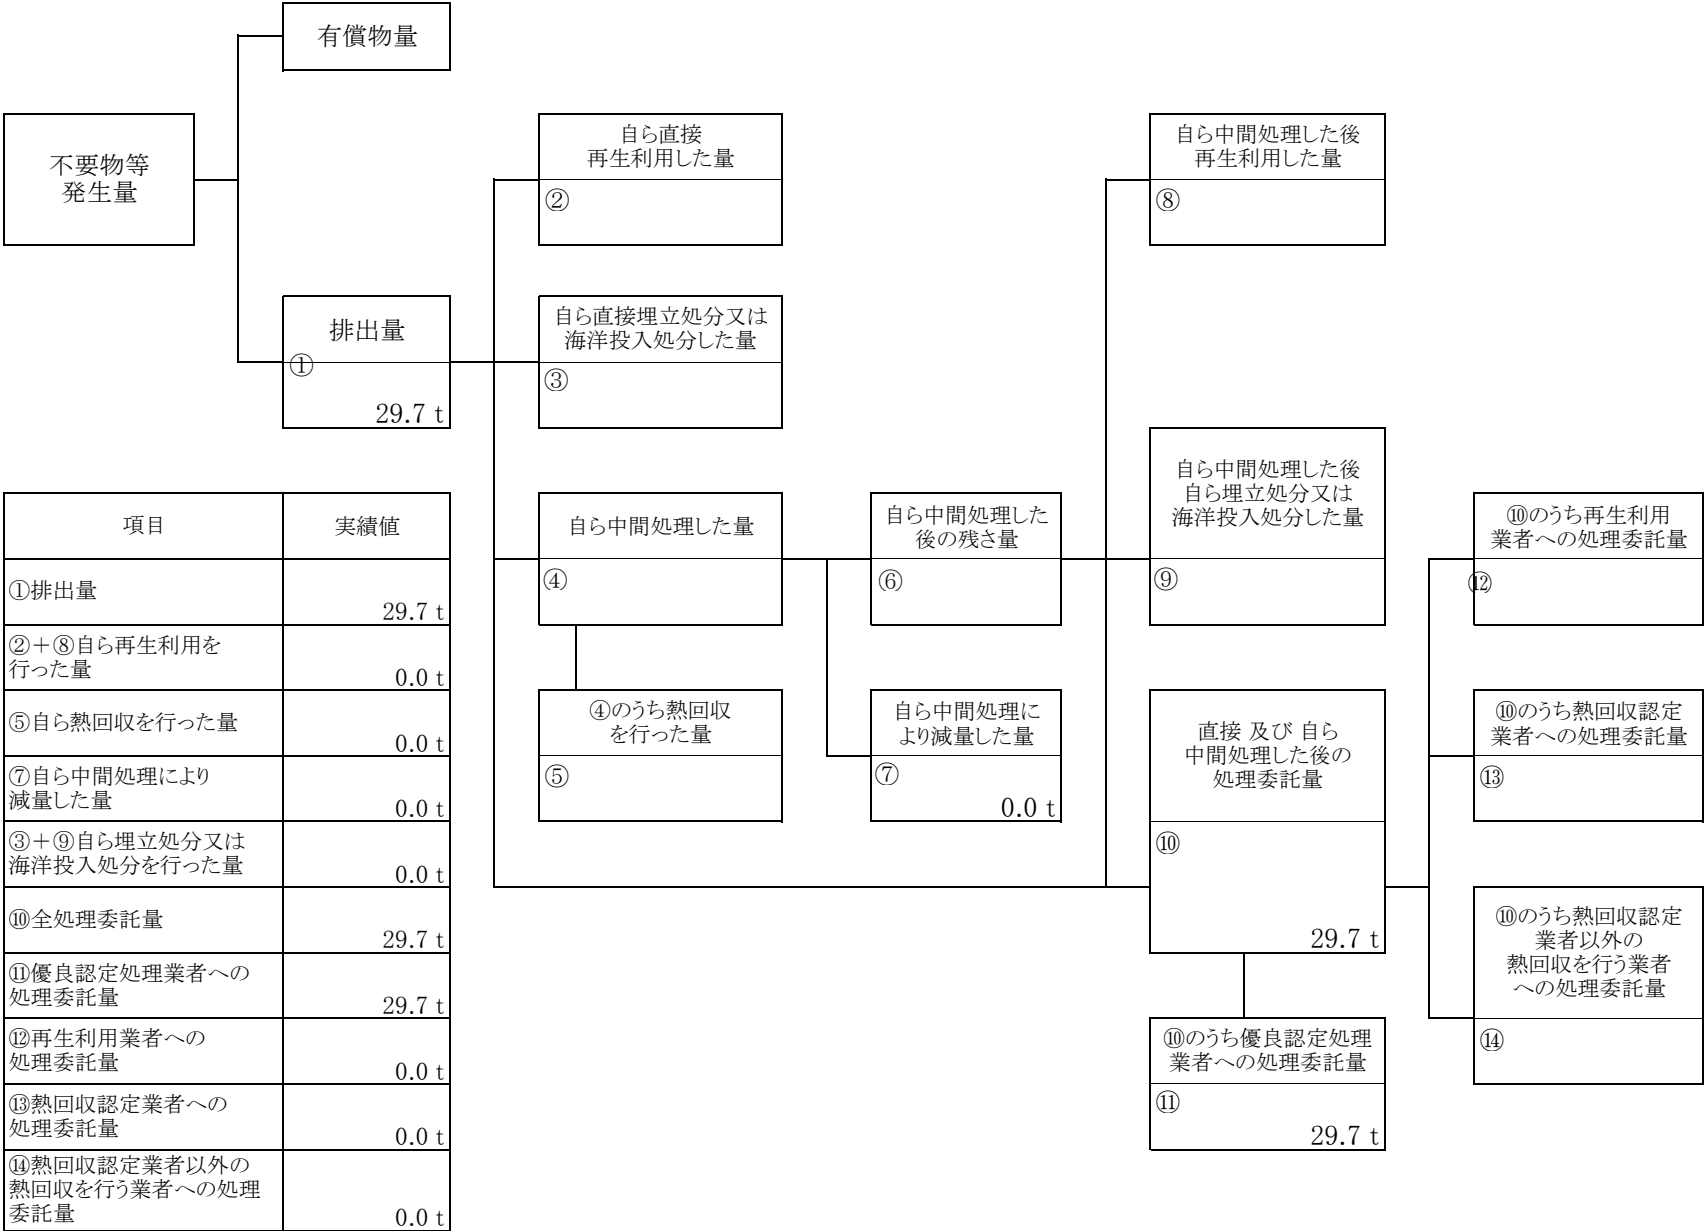 有償物量
不要物等
発生量
自ら直接
再生利用した量
②
自ら中間処理した後
再生利用した量
⑧
排出量
①
29.7 t
自ら直接埋立処分又は
海洋投入処分した量
③
自ら中間処理した後
自ら埋立処分又は
海洋投入処分した量
⑨
自ら中間処理した量
④
自ら中間処理した
後の残さ量
⑥
⑩のうち再生利用
業者への処理委託量
⑫
④のうち熱回収
を行った量
⑤
自ら中間処理に
より減量した量
⑦
0.0 t
直接 及び 自ら
中間処理した後の
処理委託量
⑩
29.7 t
⑩のうち熱回収認定
業者への処理委託量
⑬
⑩のうち熱回収認定
業者以外の
熱回収を行う業者
への処理委託量
⑭
⑩のうち優良認定処理
業者への処理委託量
⑪
29.7 t
項目 実績値
①排出量
29.7 t
②＋⑧自ら再生利用を
行った量
0.0 t
⑤自ら熱回収を行った量
0.0 t
⑦自ら中間処理により
減量した量
0.0 t
③＋⑨自ら埋立処分又は
海洋投入処分を行った量
0.0 t
⑩全処理委託量
29.7 t
⑪優良認定処理業者への
処理委託量
29.7 t
⑫再生利用業者への
処理委託量
0.0 t
⑬熱回収認定業者への
処理委託量
0.0 t
⑭熱回収認定業者以外の
熱回収を行う業者への処理
委託量
0.0 t